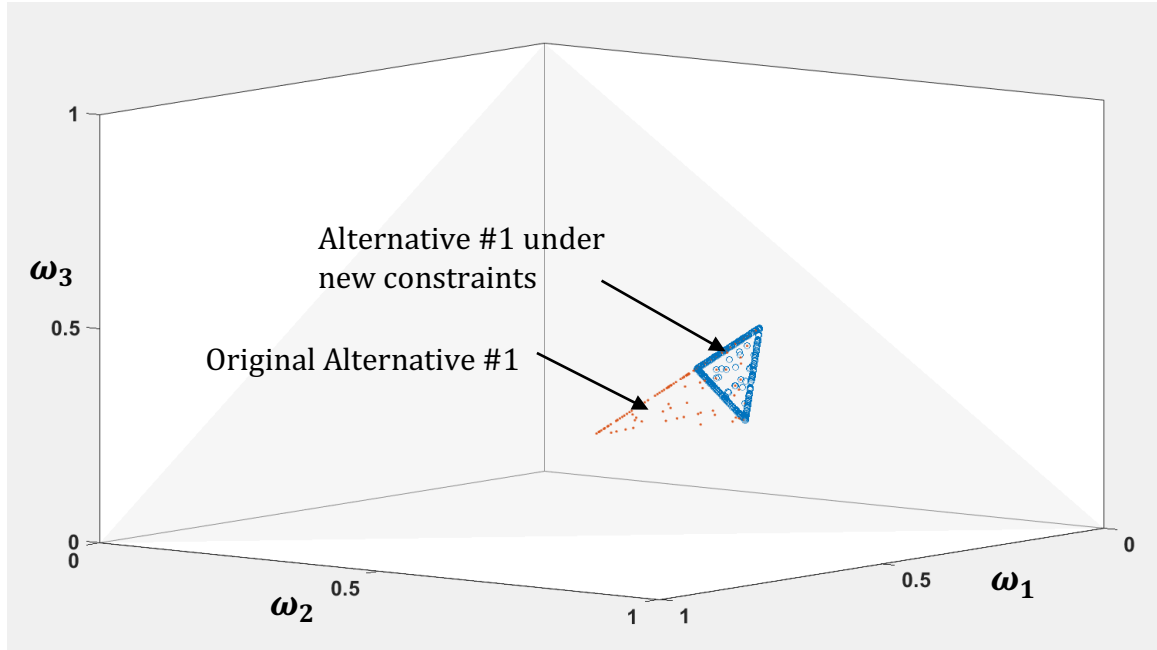 1
Alternative #1 under
new constraints
ω₃
0.5
Original Alternative #1
0
0
0
0.5
0.5
ω₁
ω₂
1
1